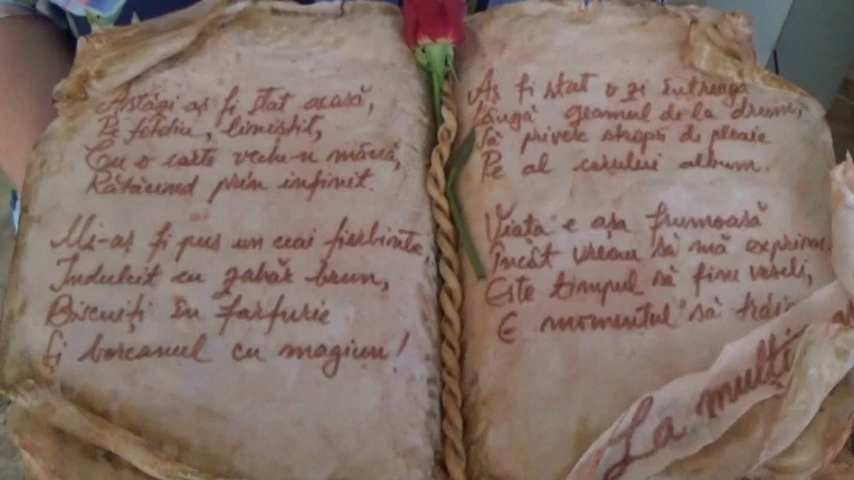 Astăzi aș fi stat acasă,
Pe fotoliu, liniștit,
Cu o carte veche-n mână,
Rătăcind prin infinit.
Mi-aș fi pus un ceai fierbinte,
Îndulcit cu zahăr brun,
Biscuiți în farfurie
Și borcanul cu magiun!
Aș fi stat o zi întreagă
Lângă geamul de la drum,
Să privesc stropii de ploaie
Pe al cerului album.
Viața e așa frumoasă
Încât vreau să mă exprim.
Este timpul să fim veseli,
E momentul să trăim
La mulți